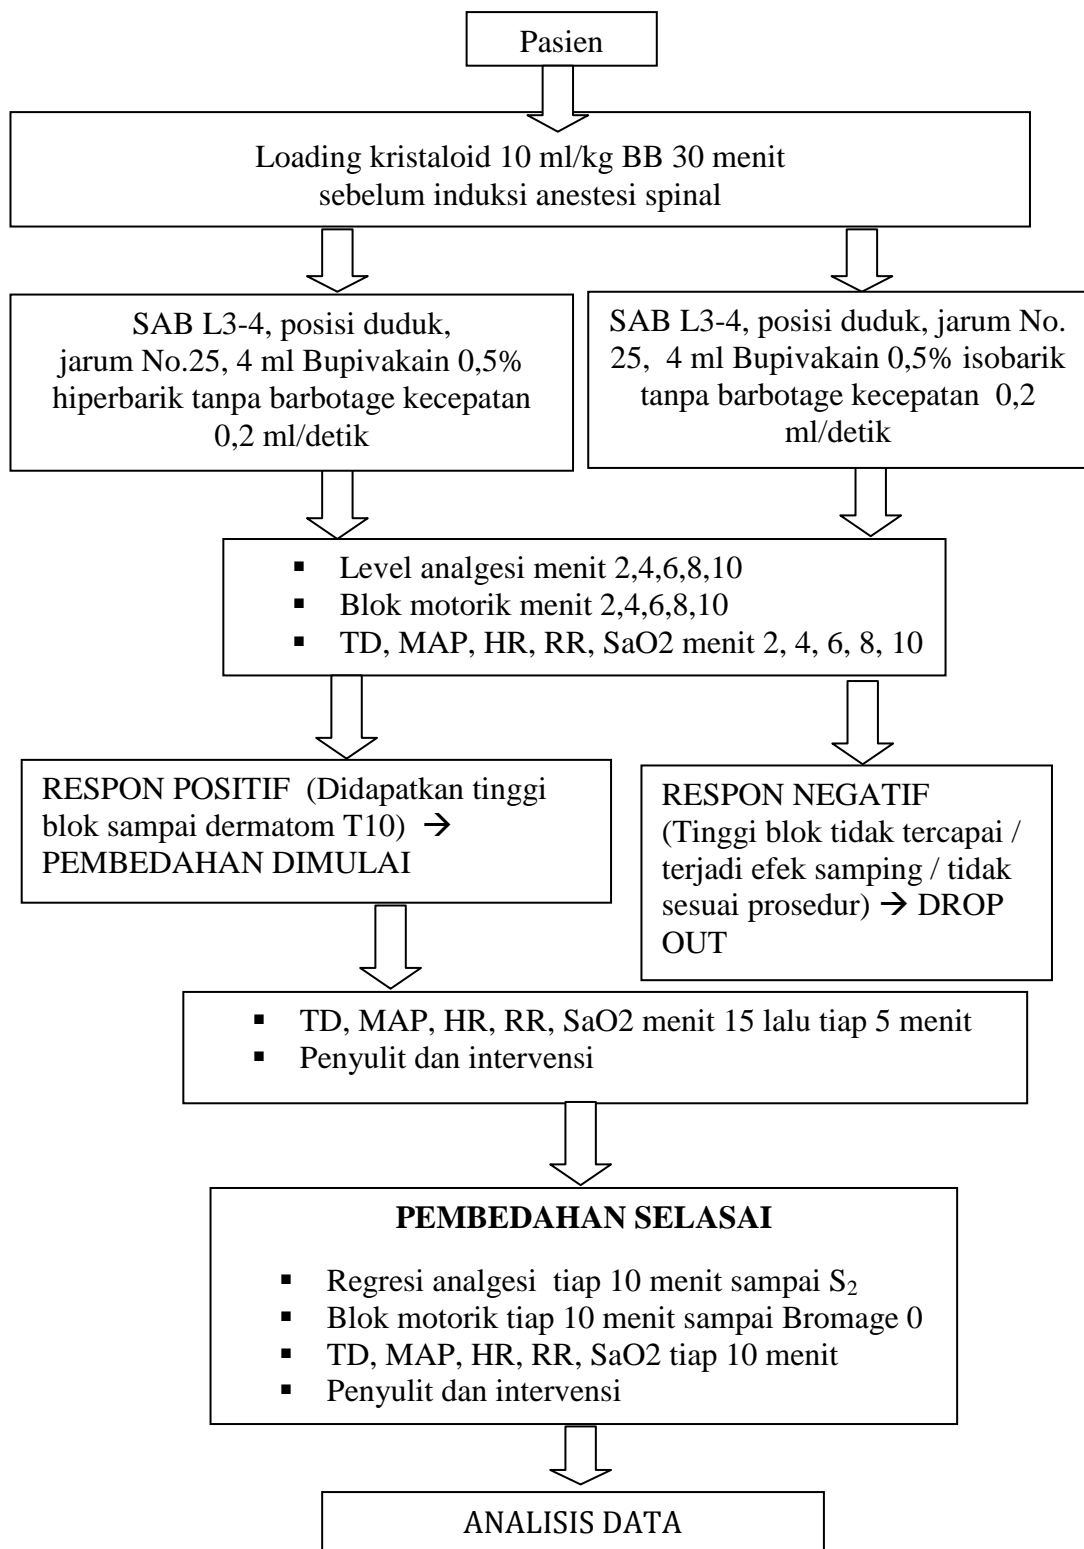 Pasien
Loading kristaloid 10 ml/kg BB 30 menit
sebelum induksi anestesi spinal
SAB L3-4, posisi duduk,
jarum No.25, 4 ml Bupivakain 0,5%
hiperbarik tanpa barbotage kecepatan
0,2 ml/detik
SAB L3-4, posisi duduk, jarum No.
25, 4 ml Bupivakain 0,5% isobarik
tanpa barbotage kecepatan 0,2
ml/detik
▪ Level analgesi menit 2,4,6,8,10
▪ Blok motorik menit 2,4,6,8,10
▪ TD, MAP, HR, RR, SaO2 menit 2, 4, 6, 8, 10
RESPON POSITIF (Didapatkan tinggi
blok sampai dermatom T10) →
PEMBEDAHAN DIMULAI
RESPON NEGATIF
(Tinggi blok tidak tercapai /
terjadi efek samping / tidak
sesuai prosedur) → DROP
OUT
▪ TD, MAP, HR, RR, SaO2 menit 15 lalu tiap 5 menit
▪ Penyulit dan intervensi
PEMBEDAHAN SELASAI
▪ Regresi analgesi tiap 10 menit sampai S₂
▪ Blok motorik tiap 10 menit sampai Bromage 0
▪ TD, MAP, HR, RR, SaO2 tiap 10 menit
▪ Penyulit dan intervensi
ANALISIS DATA